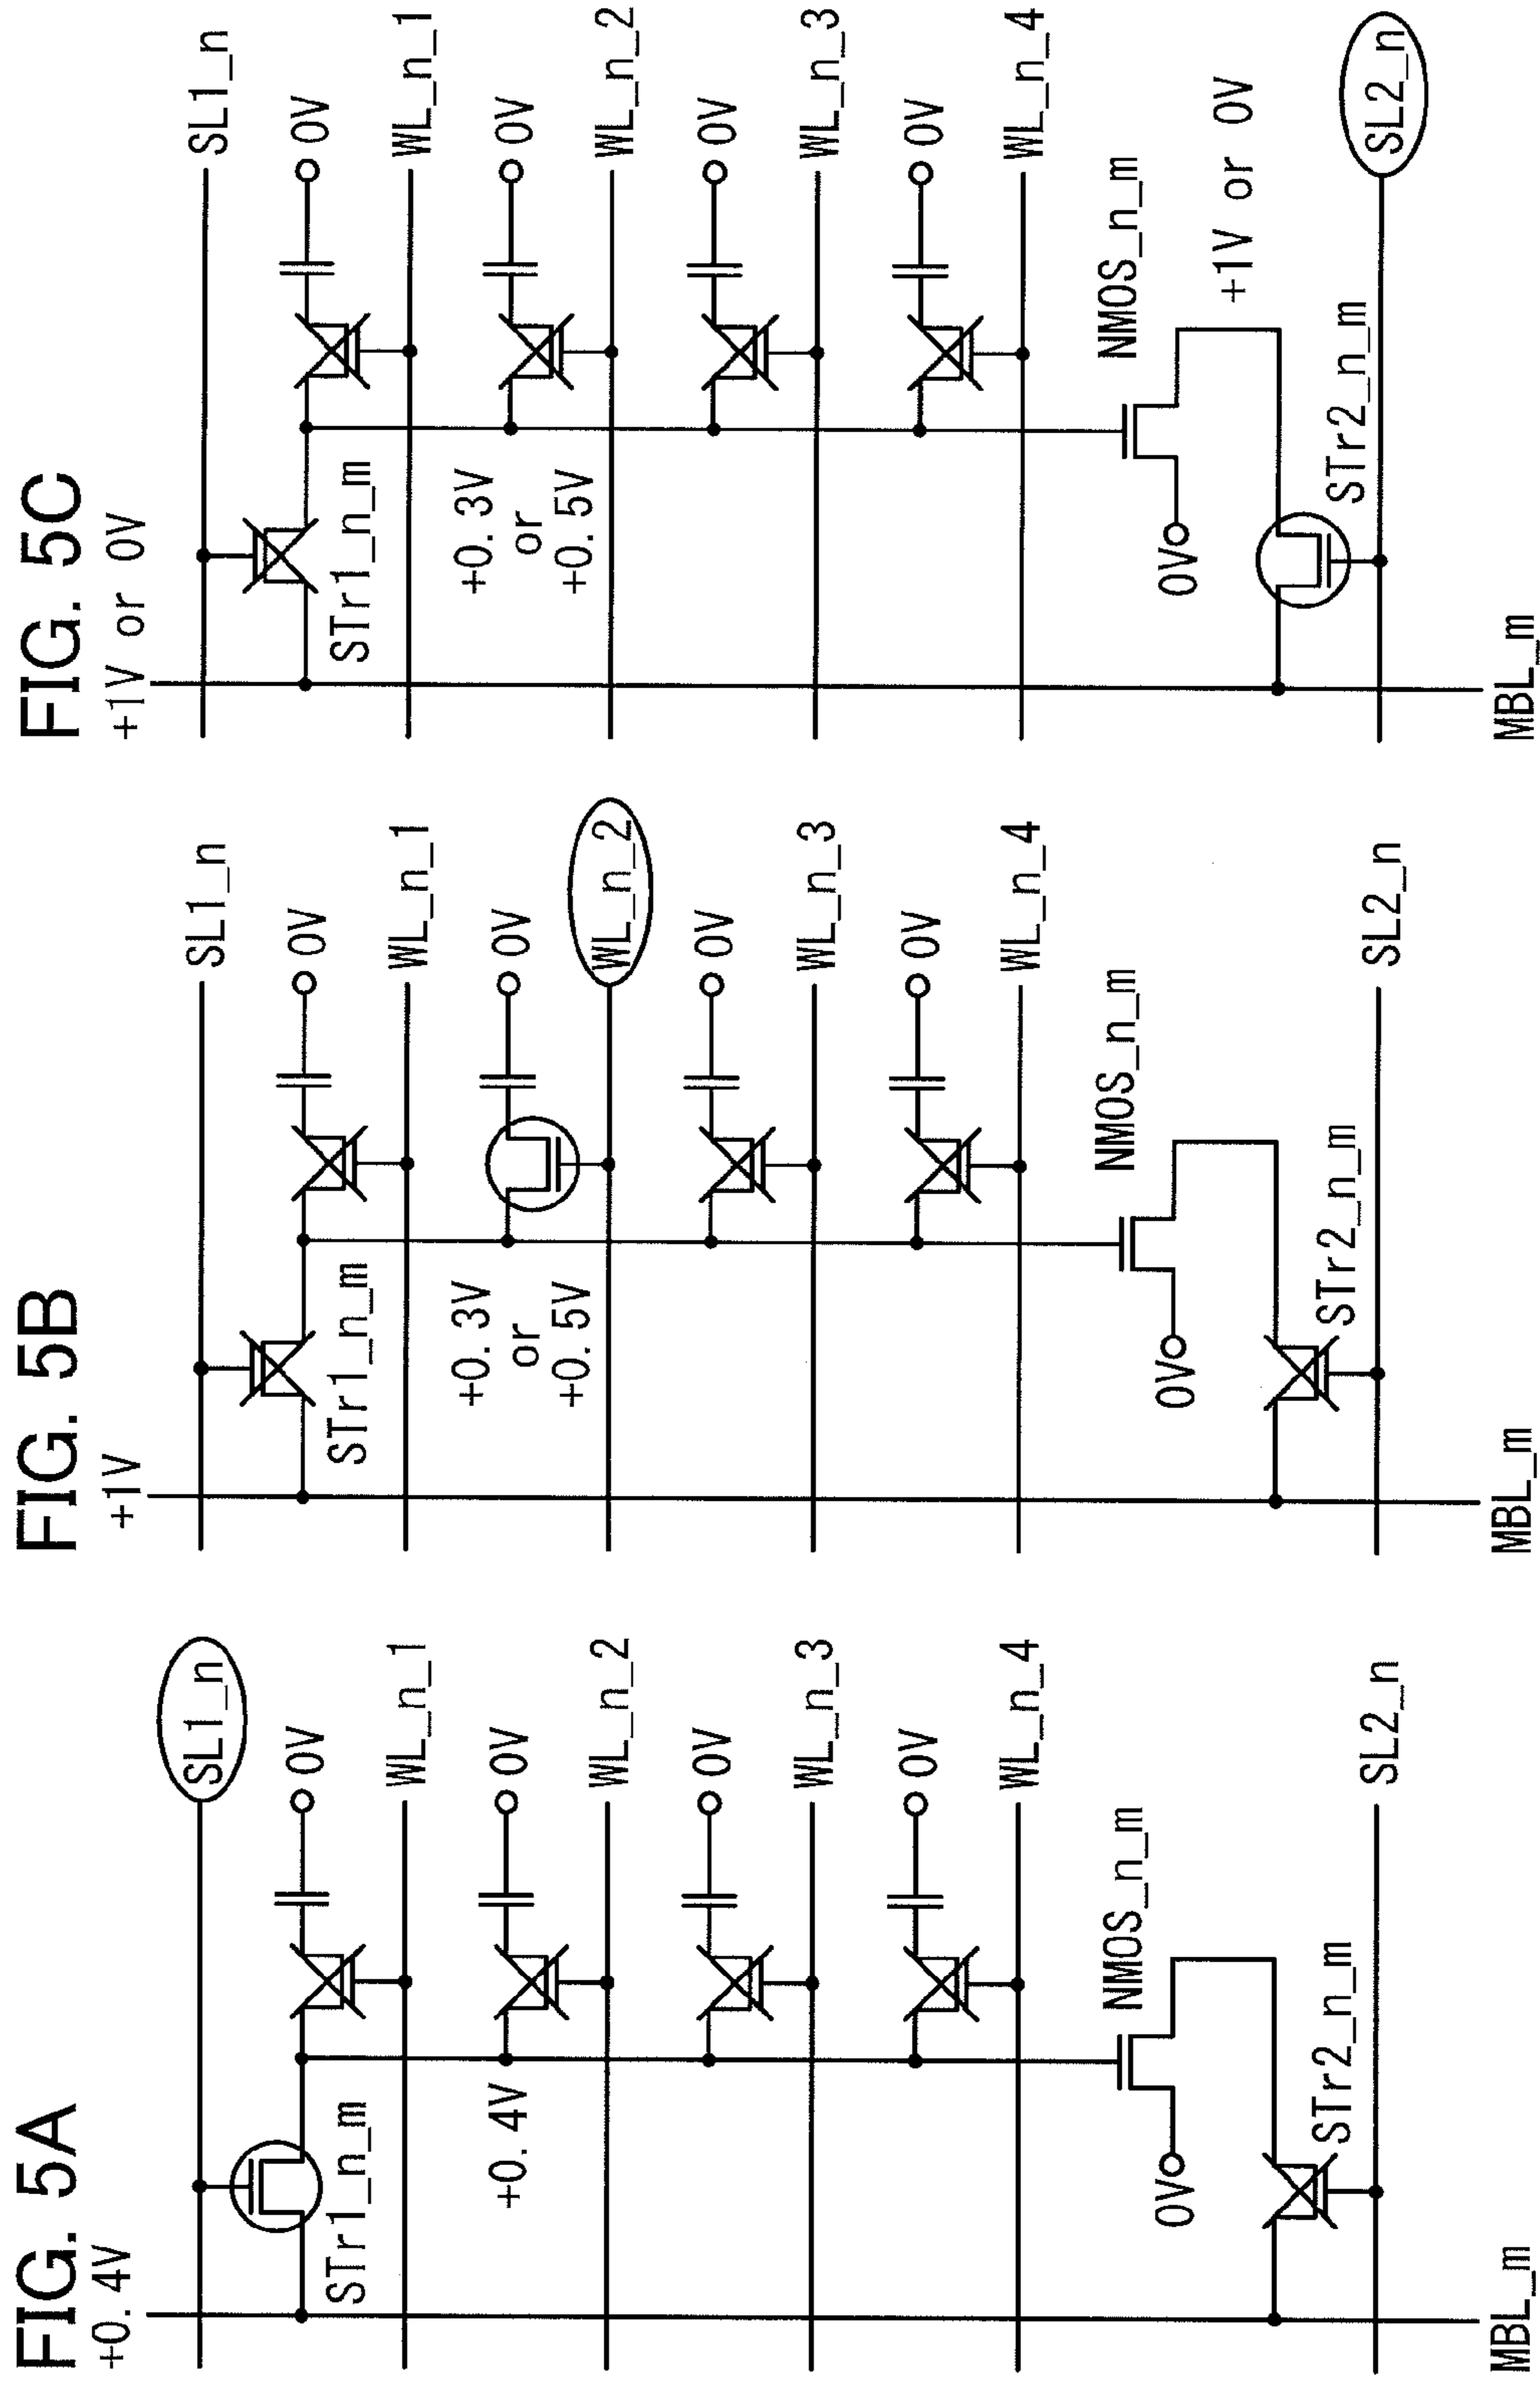 FIG. 5A
+0. 4V
SL1_n
0V
STr1_n_m
WL_n_1
0V
+0. 4V
WL_n_2
0V
WL_n_3
0V
WL_n_4
NMOS_n_m
0V
STr2_n_m
SL2_n
MBL_m
FIG. 5B
+1V
SL1_n
0V
STr1_n_m
WL_n_1
0V
+0. 3V
or
+0. 5V
WL_n_2
0V
WL_n_3
0V
WL_n_4
NMOS_n_m
0V
STr2_n_m
SL2_n
MBL_m
FIG. 5C
+1V or 0V
SL1_n
0V
STr1_n_m
WL_n_1
0V
+0. 3V
or
+0. 5V
WL_n_2
0V
WL_n_3
0V
WL_n_4
NMOS_n_m
0V
+1V or 0V
STr2_n_m
SL2_n
MBL_m